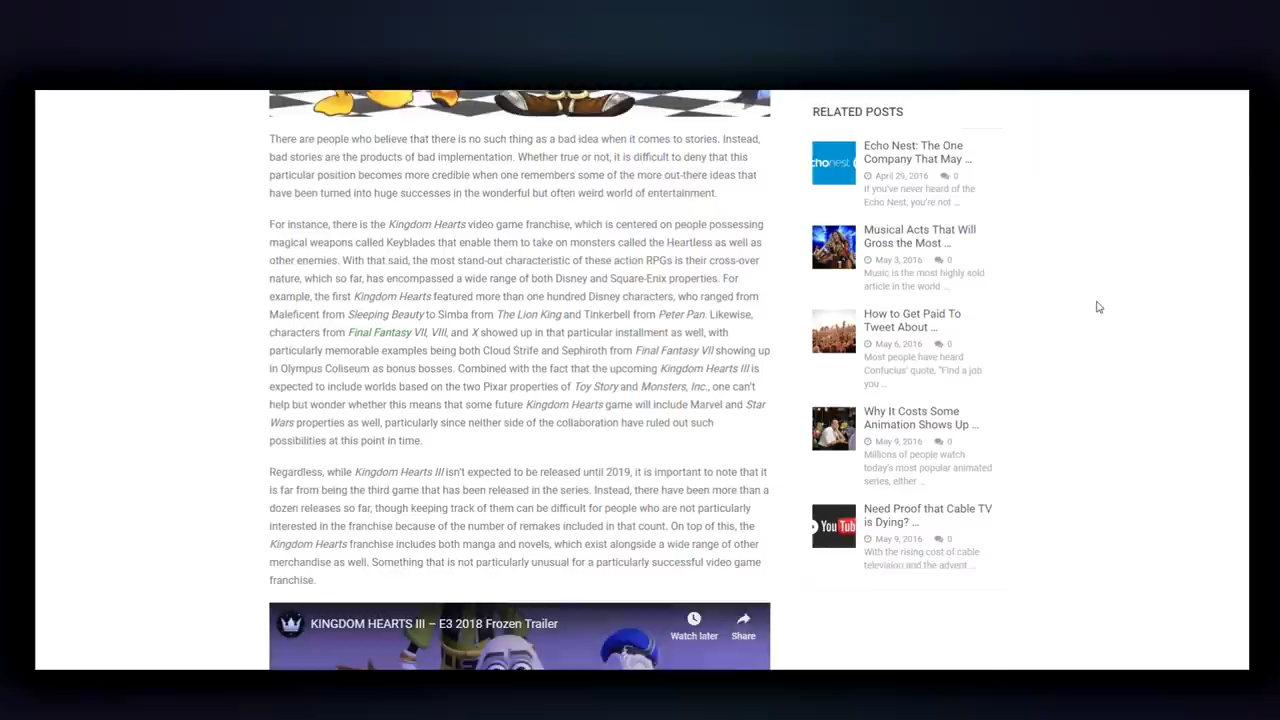 There are people who believe that there is no such thing as a bad idea when it comes to stories. Instead,
bad stories are the products of bad implementation. Whether true or not, it is difficult to deny that this
particular position becomes more credible when one remembers some of the more out-there ideas that
have been turned into huge successes in the wonderful but often weird world of entertainment.
For instance, there is the Kingdom Hearts video game franchise, which is centered on people possessing
magical weapons called Keyblades that enable them to take on monsters called the Heartless as well as
other enemies. With that said, the most stand-out characteristic of these action RPGs is their cross-over
nature, which so far, has encompassed a wide range of both Disney and Square-Enix properties. For
example, the first Kingdom Hearts featured more than one hundred Disney characters, who ranged from
Maleficent from Sleeping Beauty to Simba from The Lion King and Tinkerbell from Peter Pan. Likewise,
characters from Final Fantasy VII, VIII, and X showed up in that particular installment as well, with
particularly memorable examples being both Cloud Strife and Sephiroth from Final Fantasy VII showing up
in Olympus Coliseum as bonus bosses. Combined with the fact that the upcoming Kingdom Hearts III is
expected to include worlds based on the two Pixar properties of Toy Story and Monsters, Inc., one can't
help but wonder whether this means that some future Kingdom Hearts game will include Marvel and Star
Wars properties as well, particularly since neither side of the collaboration have ruled out such
possibilities at this point in time.
Regardless, while Kingdom Hearts III isn't expected to be released until 2019, it is important to note that it
is far from being the third game that has been released in the series. Instead, there have been more than a
dozen releases so far, though keeping track of them can be difficult for people who are not particularly
interested in the franchise because of the number of remakes included in that count. On top of this, the
Kingdom Hearts franchise includes both manga and novels, which exist alongside a wide range of other
merchandise as well. Something that is not particularly unusual for a particularly successful video game
franchise.
KINGDOM HEARTS III – E3 2018 Frozen Trailer
Watch later
Share
RELATED POSTS
chonest
Echo Nest: The One
Company That May ...
April 29, 2016 0
If you've never heard of the
Echo Nest, you're not ...
Musical Acts That Will
Gross the Most ...
May 3, 2016 0
Music is the most highly sold
article in the world ...
How to Get Paid To
Tweet About ...
May 6, 2016 0
Most people have heard
Confucius' quote, "Find a job
you ...
Why It Costs Some
Animation Shows Up ...
May 9, 2016 0
Millions of people watch
today's most popular animated
series, either ...
You Tub
Need Proof that Cable TV
is Dying? ...
May 9, 2016 0
With the rising cost of cable
television and the advent ...